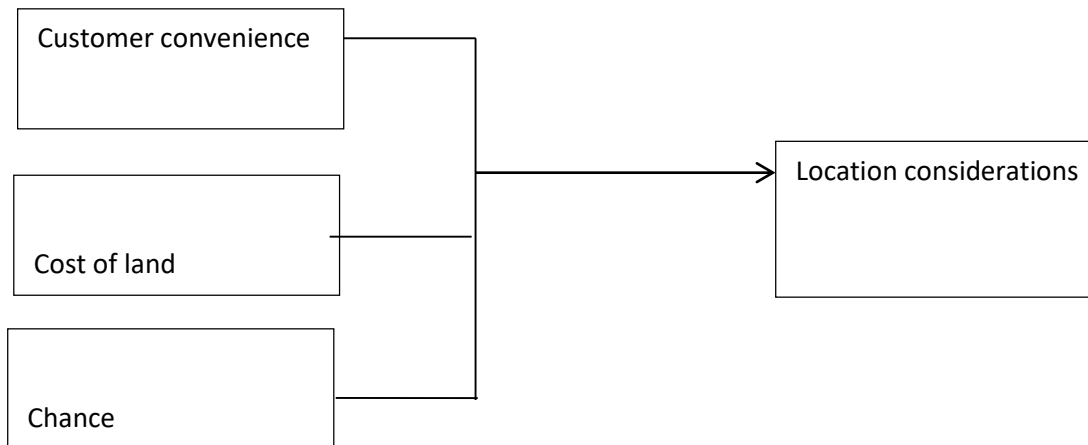 Customer convenience
Location considerations
Cost of land
Chance